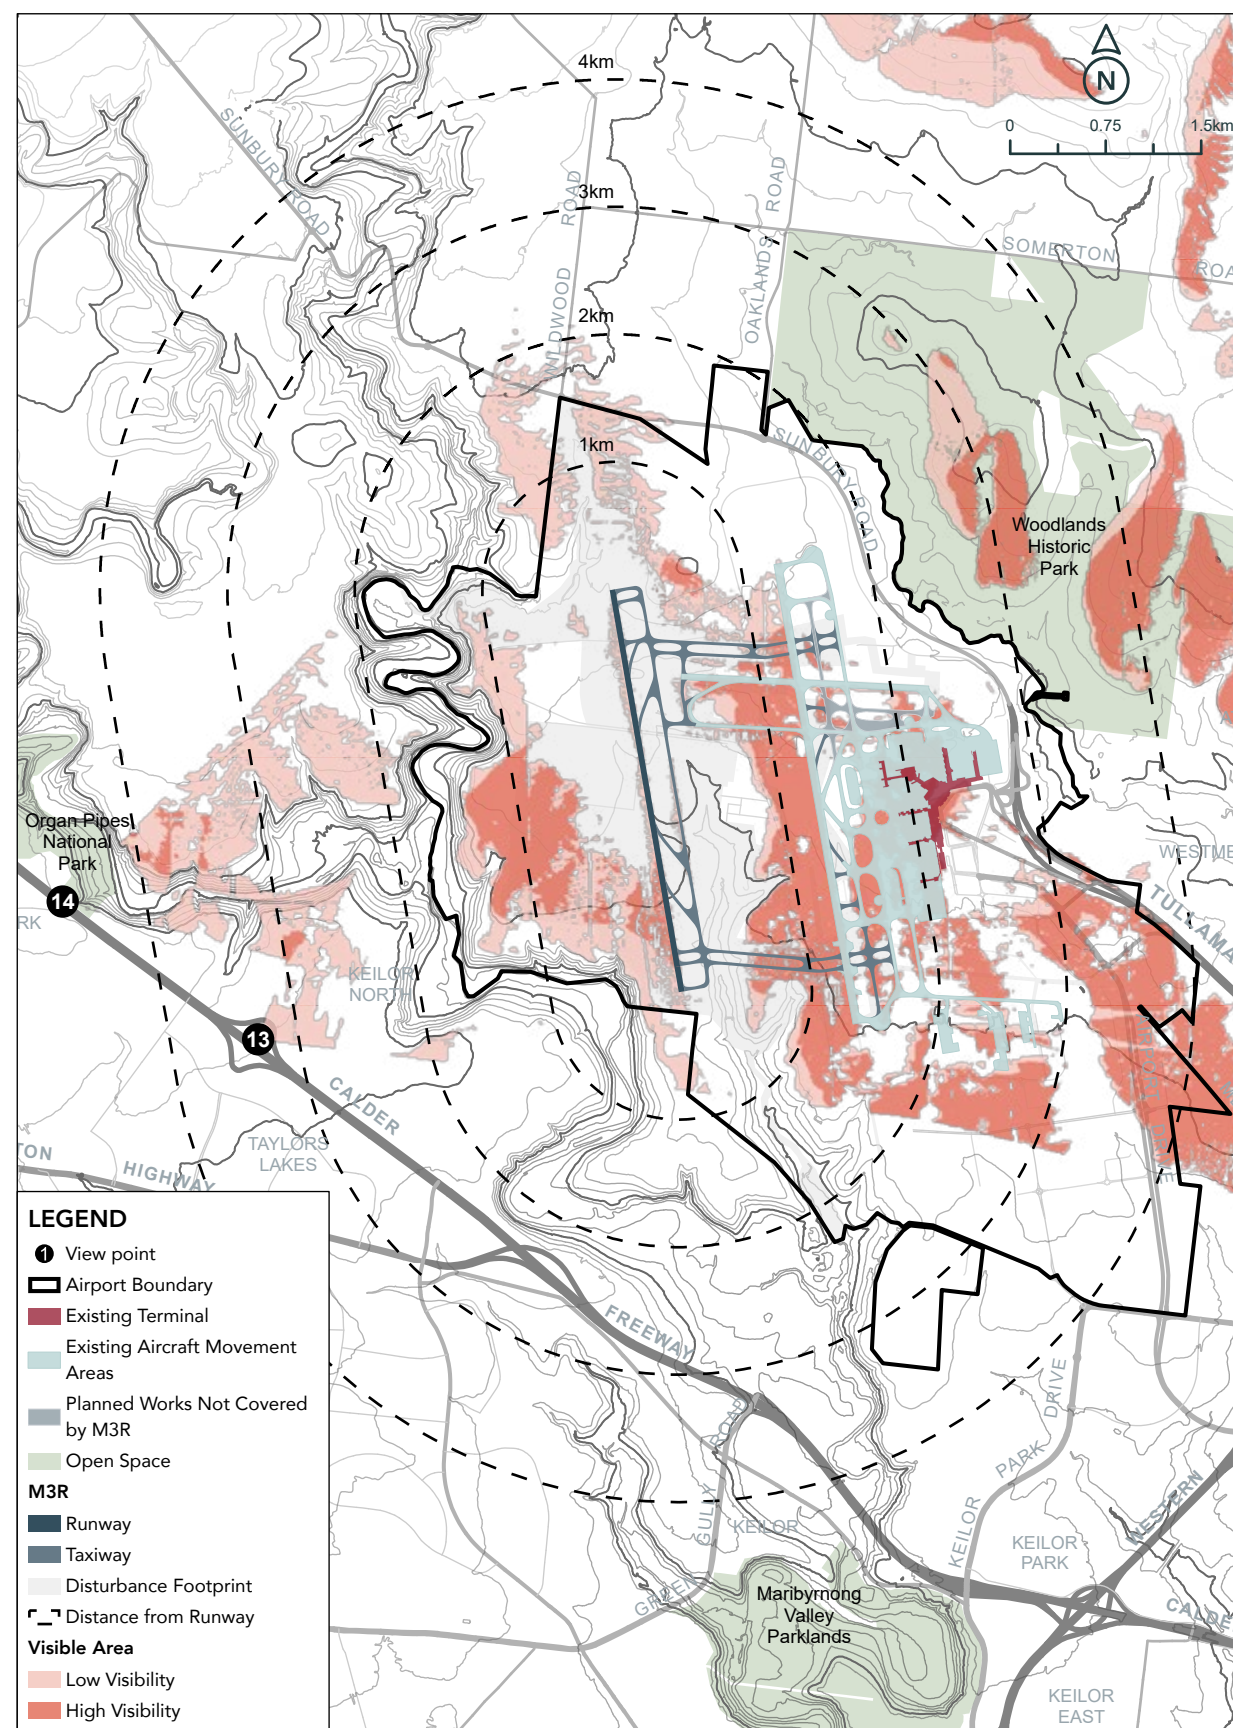 4km
N
0 0.75 1.5km
SUNBURY ROAD
3km
WILDWOOD ROAD
OAKLANDS ROAD
SOMERTON
ROA
2km
1km
SUNBURY ROAD
Woodlands
Historic
Park
Organ Pipes
National
Park
WESTME
14
RK
TULLAMA
KEILOR
NORTH
13
AIRPORT DRIVE
CALDER
TAYLORS
LAKES
TON
HIGHWAY
FREEWAY
DRIVE
PARK
KEILOR
ROAD
GULLY
GREEN
KEILOR
WESTERN
KEILOR
PARK
CALDE
Maribyrnong
Valley
Parklands
KEILOR
EAST
LEGEND
1 View point
Airport Boundary
Existing Terminal
Existing Aircraft Movement
Areas
Planned Works Not Covered
by M3R
Open Space
M3R
Runway
Taxiway
Disturbance Footprint
Distance from Runway
Visible Area
Low Visibility
High Visibility